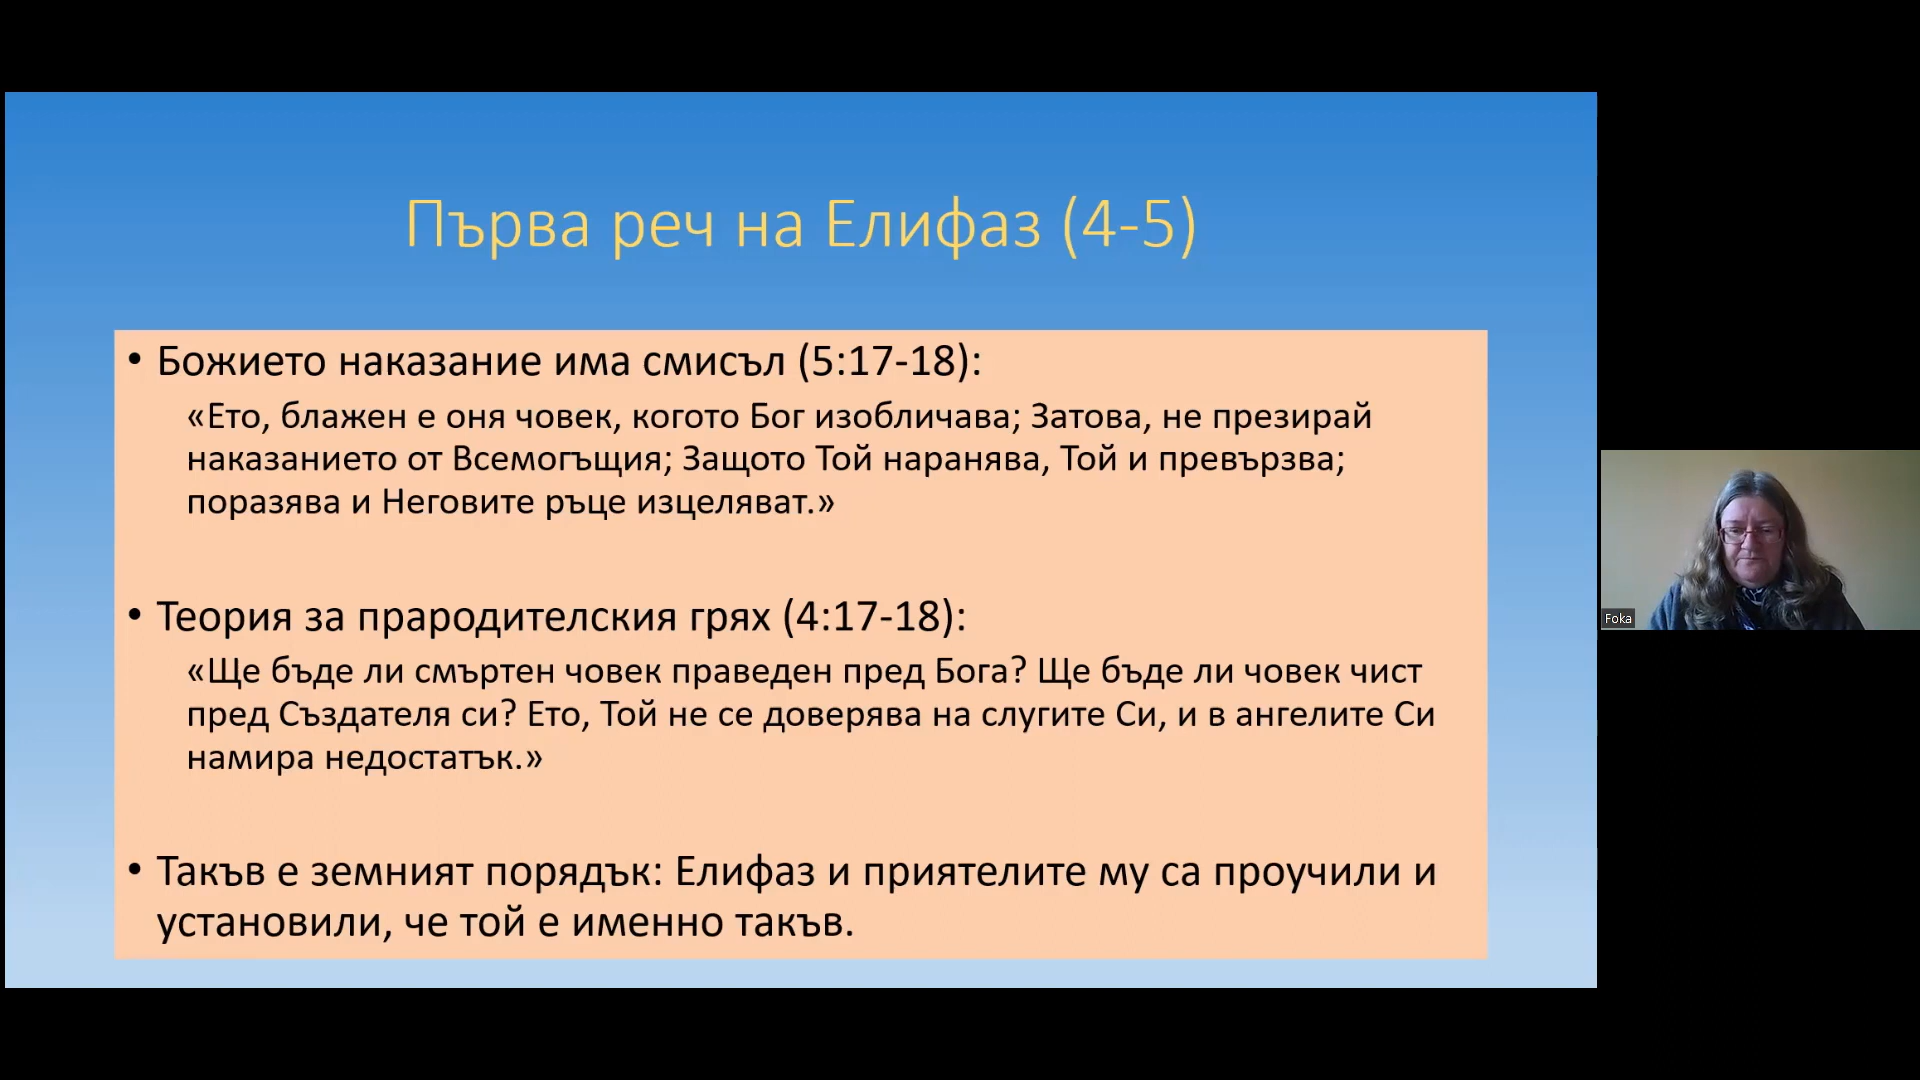 Първа реч на Елифаз (4-5)
• Божието наказание има смисъл (5:17-18):
«Ето, блажен е оня човек, когото Бог изобличава; Затова, не презирай
наказанието от Всемогъщия; Защото Той наранява, Той и превързва;
поразява и Неговите ръце изцеляват.»
• Теория за прародителския грях (4:17-18):
«Ще бъде ли смъртен човек праведен пред Бога? Ще бъде ли човек чист
пред Създателя си? Ето, Той не се доверява на слугите Си, и в ангелите Си
намира недостатък.»
• Такъв е земният порядък: Елифаз и приятелите му са проучили и
установили, че той е именно такъв.
Foka